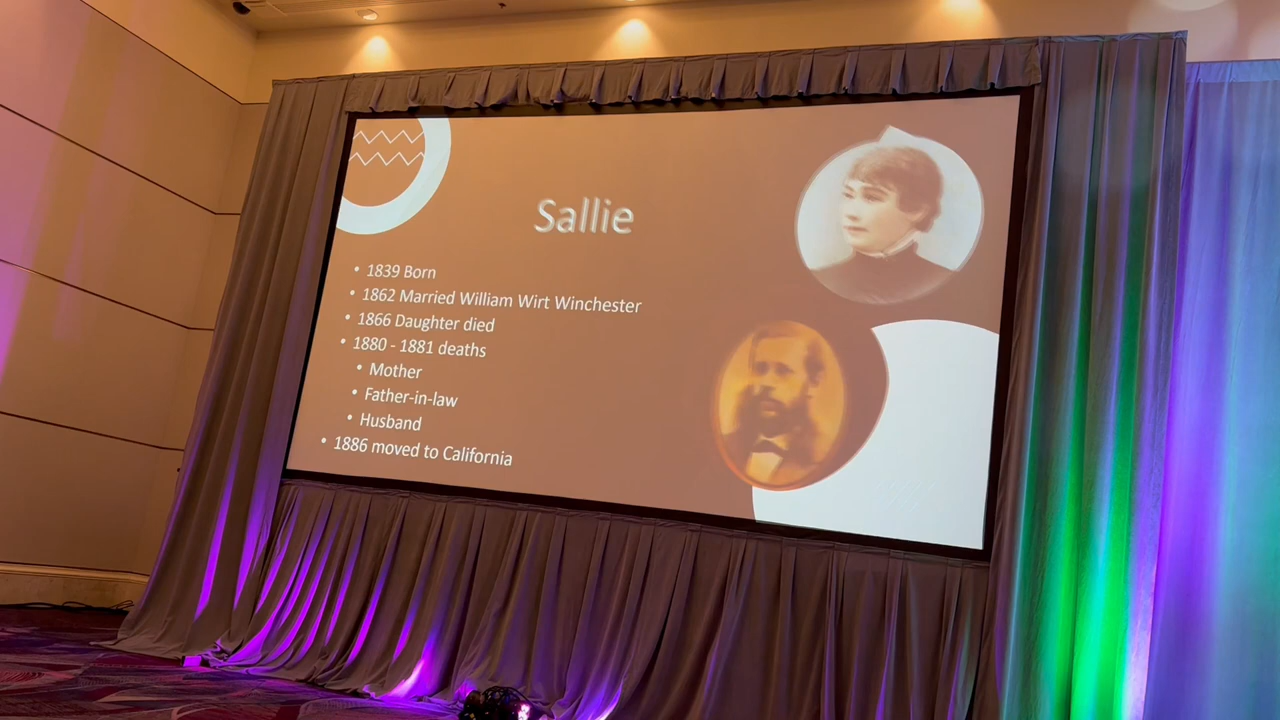 Sallie
• 1839 Born
• 1862 Married William Wirt Winchester
• 1866 Daughter died
• 1880 - 1881 deaths
• Mother
• Father-in-law
• Husband
• 1886 moved to California